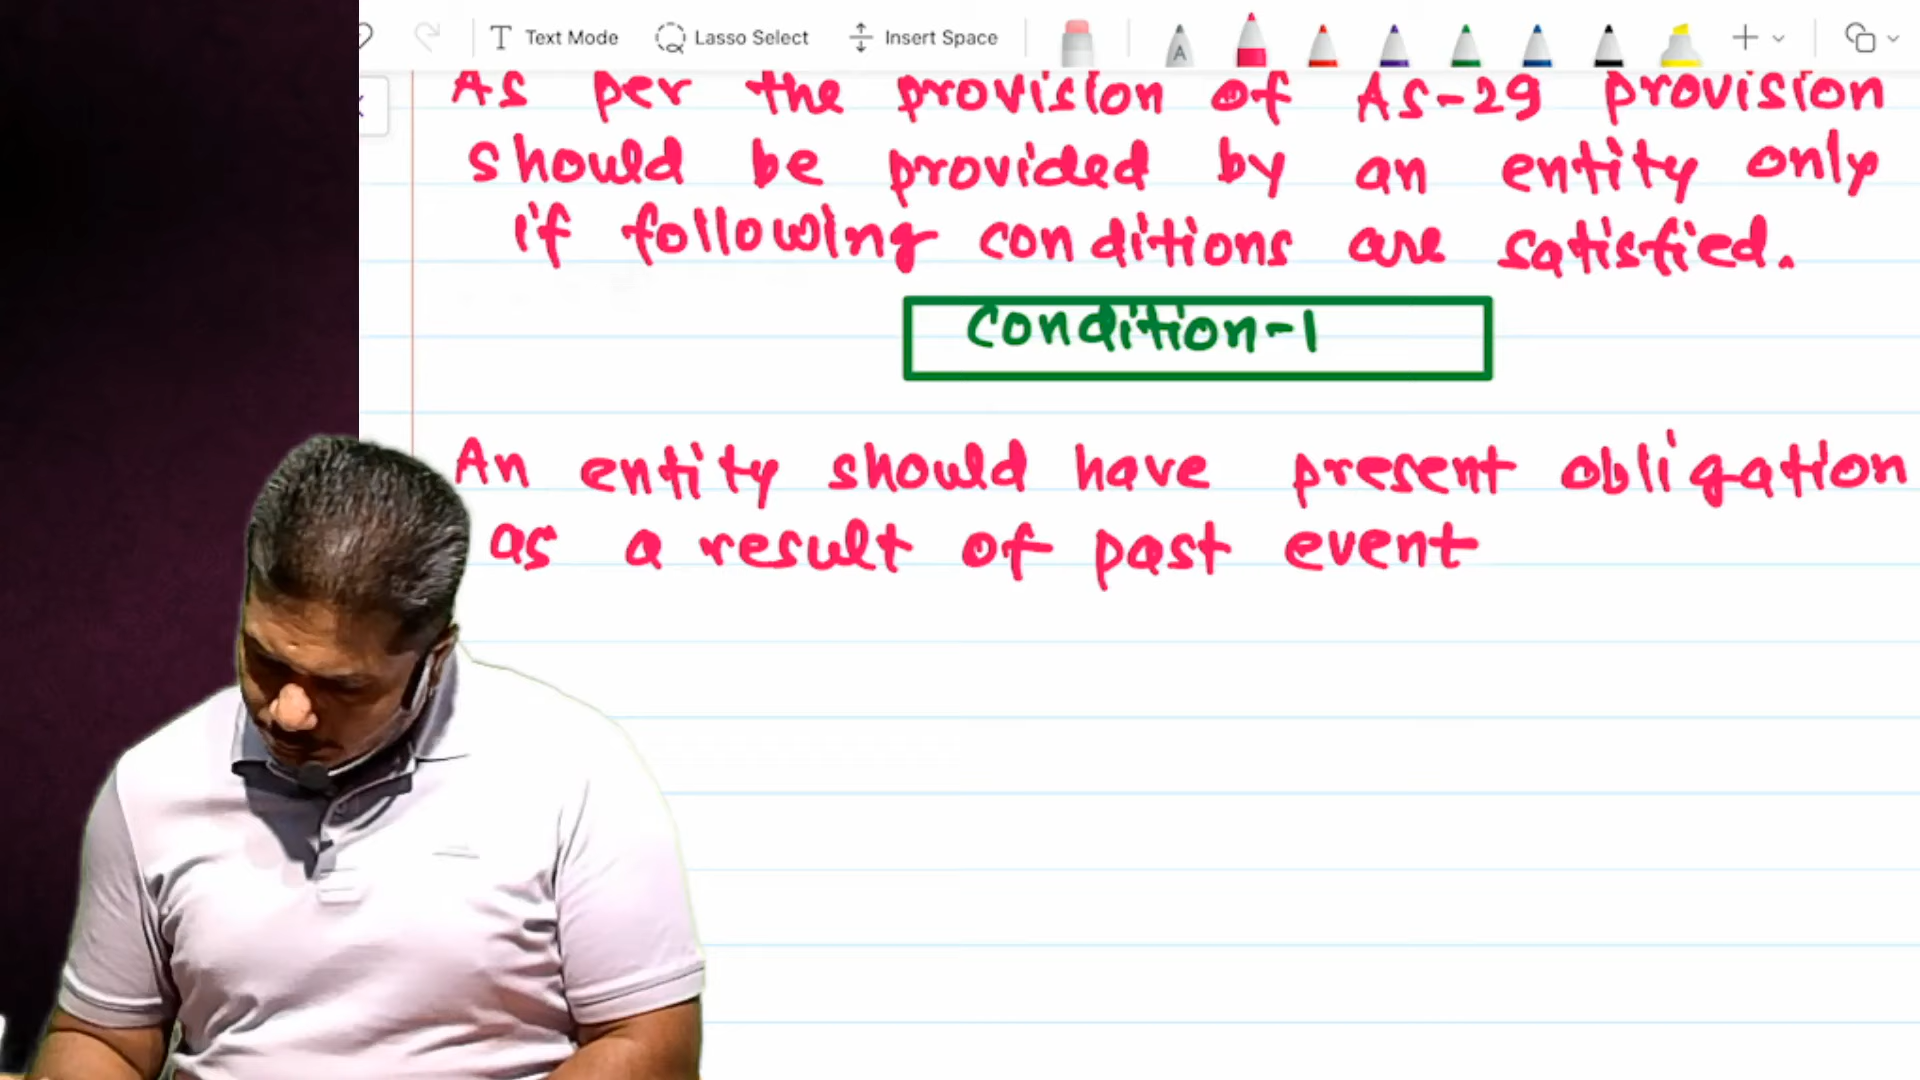 Text Mode Lasso Select Insert Space
A
As per the provision of AS-29 provision
should be provided by an entity only
if following conditions are satisfied.
Condition-1
An entity should have present obligation
as a result of past event